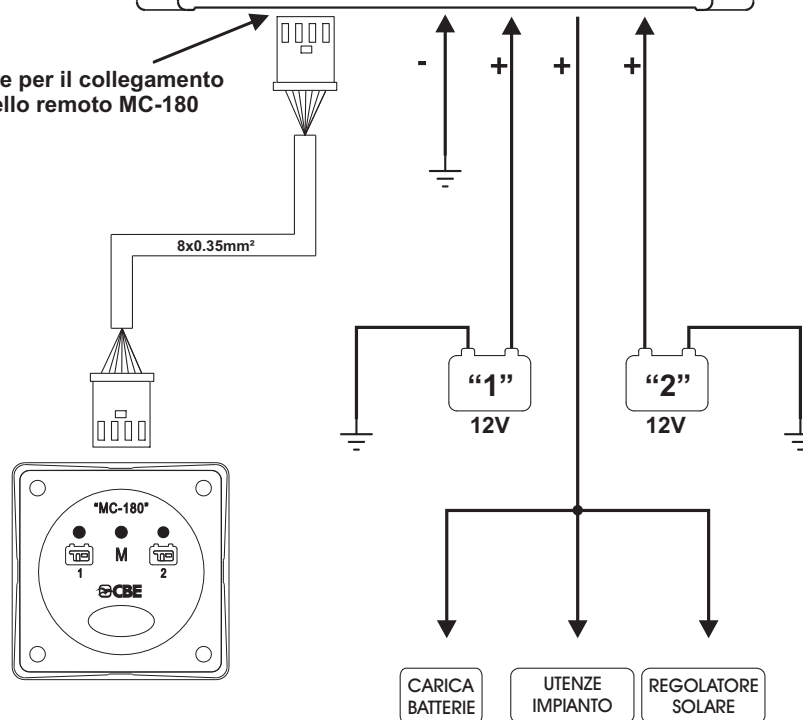 e per il collegamento
ello remoto MC-180
- + + +
8x0.35mm²
“1” “2”
12V 12V
"MC-180"
M
1 2
CBE
CARICA
BATTERIE
UTENZE
IMPIANTO
REGOLATORE
SOLARE